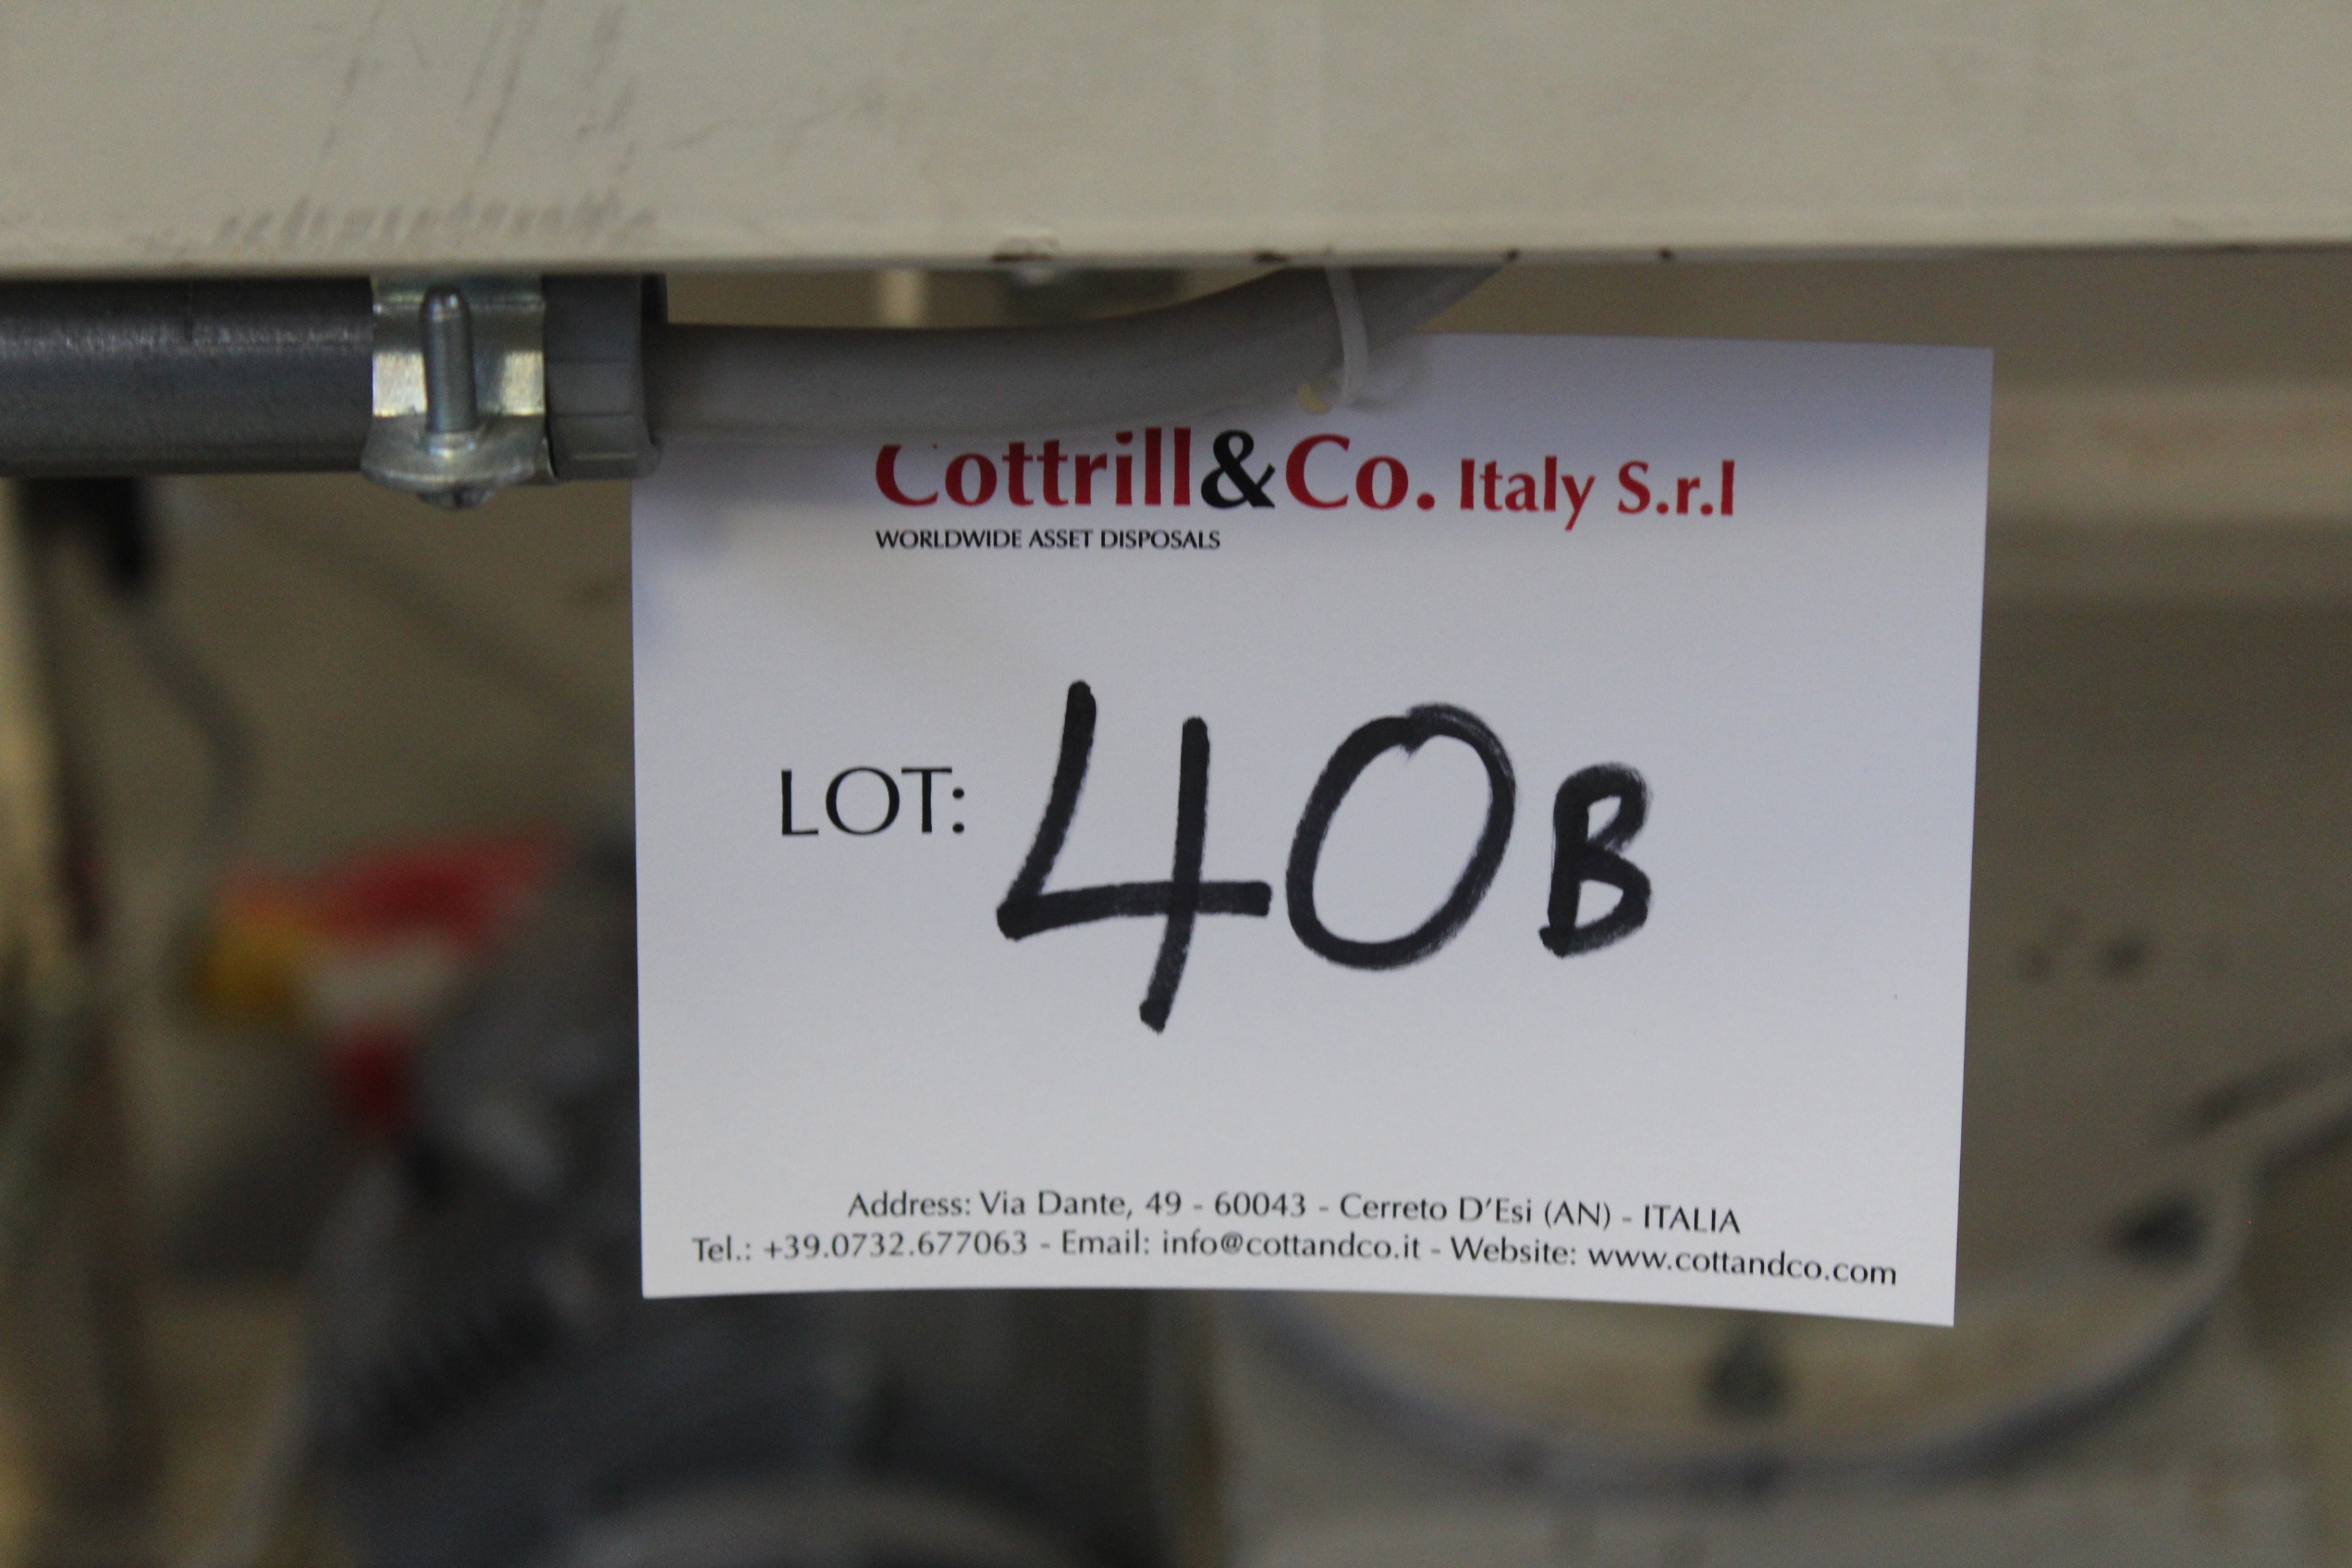 Cottrill&Co. Italy S.r.l
WORLDWIDE ASSET DISPOSALS
LOT: 40B
Address: Via Dante, 49 - 60043 - Cerreto D'Esi (AN) - ITALIA
Tel.: +39.0732.677063 - Email: info@cottandco.it - Website: www.cottandco.com